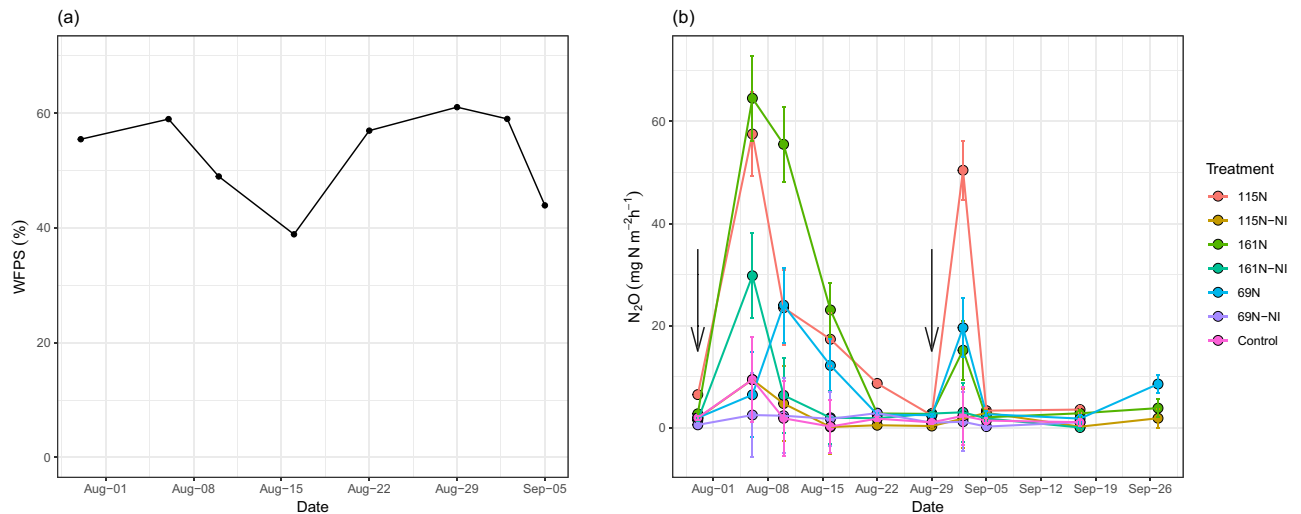 (a)
60
40
20
0
WFPS (%)
Aug−01 Aug−08 Aug−15 Aug−22 Aug−29 Sep−05
Date
(b)
60
40
20
0
N₂O (mg N m⁻²h⁻¹)
Aug−01 Aug−08 Aug−15 Aug−22 Aug−29 Sep−05 Sep−12 Sep−19 Sep−26
Date
Treatment
115N
115N−NI
161N
161N−NI
69N
69N−NI
Control